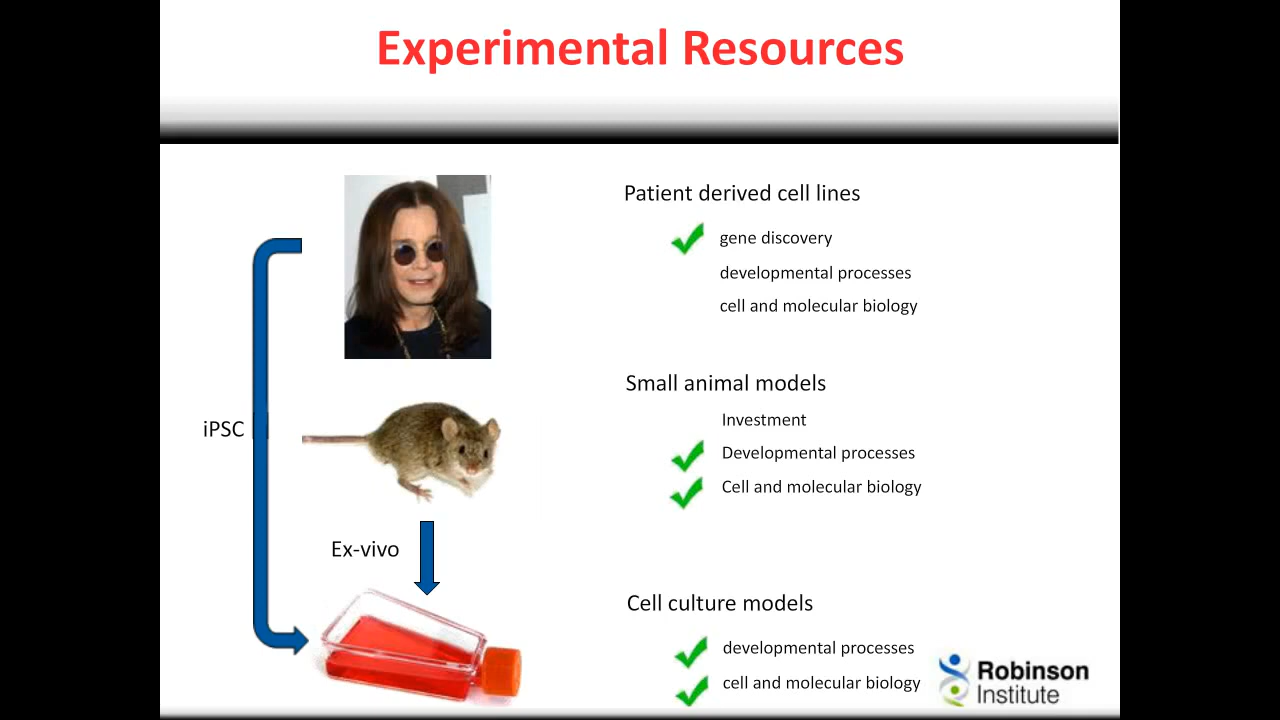 Experimental Resources
Patient derived cell lines
gene discovery
developmental processes
cell and molecular biology
Small animal models
Investment
iPSC
Developmental processes
Cell and molecular biology
Ex-vivo
Cell culture models
developmental processes
cell and molecular biology
Robinson
Institute